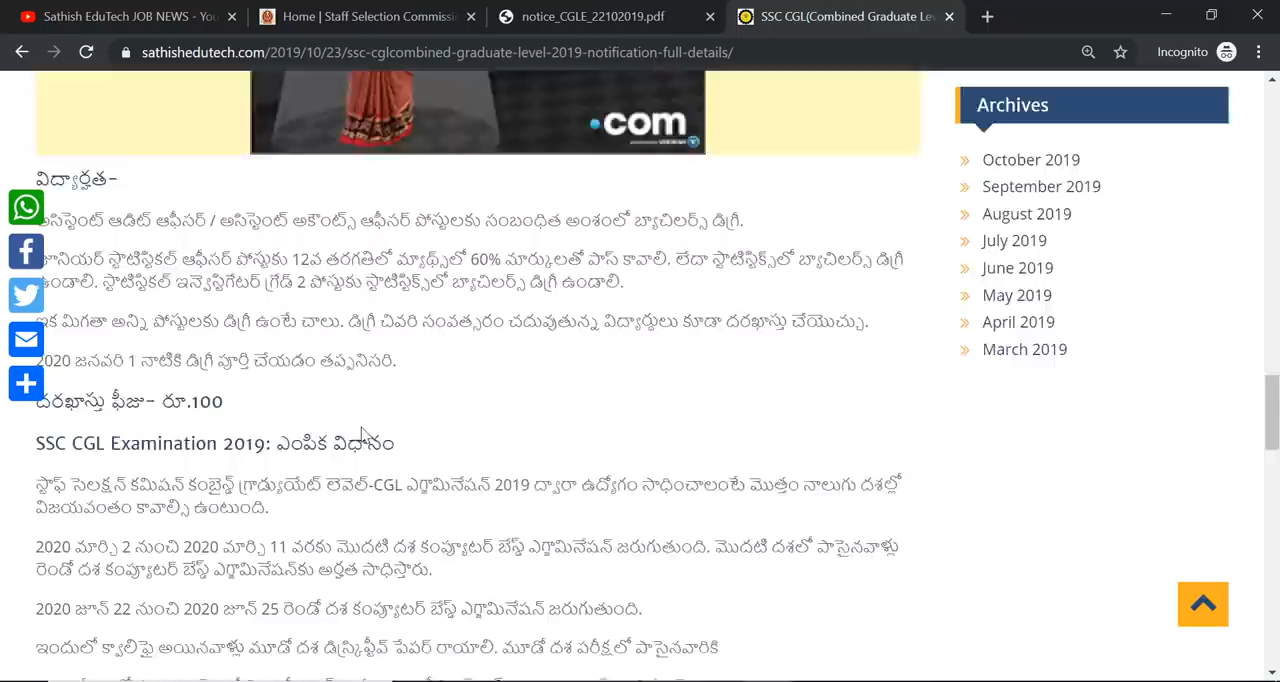 Sathish EduTech JOB NEWS - You
Home | Staff Selection Commissi
notice_CGLE_22102019.pdf
SSC CGL(Combined Graduate Le
sathishedutech.com/2019/10/23/ssc-cglcombined-graduate-level-2019-notification-full-details/
Incognito
.com
విద్యార్హత-
అసిస్టెంట్ ఆడిట్ ఆఫీసర్ / అసిస్టెంట్ అకౌంట్స్ ఆఫీసర్ పోస్టులకు సంబంధిత అంశంలో బ్యాచిలర్స్ డిగ్రీ.
జూనియర్ స్టాటిస్టికల్ ఆఫీసర్ పోస్టుకు 12వ తరగతిలో మ్యాథ్స్‌లో 60% మార్కులతో పాస్ కావాలి. లేదా స్టాటిస్టిక్స్‌లో బ్యాచిలర్స్ డిగ్రీ
ఉండాలి. స్టాటిస్టికల్ ఇన్వెస్టిగేటర్ గ్రేడ్ 2 పోస్టుకు స్టాటిస్టిక్స్‌లో బ్యాచిలర్స్ డిగ్రీ ఉండాలి.
ఇక మిగతా అన్ని పోస్టులకు డిగ్రీ ఉంటే చాలు. డిగ్రీ చివరి సంవత్సరం చదువుతున్న విద్యార్థులు కూడా దరఖాస్తు చేయొచ్చు.
2020 జనవరి 1 నాటికి డిగ్రీ పూర్తి చేయడం తప్పనిసరి.
దరఖాస్తు ఫీజు- రూ.100
SSC CGL Examination 2019: ఎంపిక విధానం
స్టాఫ్ సెలక్షన్ కమిషన్ కంబైన్డ్ గ్రాడ్యుయేట్ లెవెల్-CGL ఎగ్జామినేషన్ 2019 ద్వారా ఉద్యోగం సాధించాలంటే మొత్తం నాలుగు దశల్లో
విజయవంతం కావాల్సి ఉంటుంది.
2020 మార్చి 2 నుంచి 2020 మార్చి 11 వరకు మొదటి దశ కంప్యూటర్ బేస్డ్ ఎగ్జామినేషన్ జరుగుతుంది. మొదటి దశలో పాసైనవాళ్లు
రెండో దశ కంప్యూటర్ బేస్డ్ ఎగ్జామినేషన్‌కు అర్హత సాధిస్తారు.
2020 జూన్ 22 నుంచి 2020 జూన్ 25 రెండో దశ కంప్యూటర్ బేస్డ్ ఎగ్జామినేషన్ జరుగుతుంది.
ఇందులో క్వాలిఫై అయినవాళ్లు మూడో దశ డిస్క్రిప్టీవ్ పేపర్ రాయాలి. మూడో దశ పరీక్షలో పాసైనవారికి
Archives
October 2019
September 2019
August 2019
July 2019
June 2019
May 2019
April 2019
March 2019